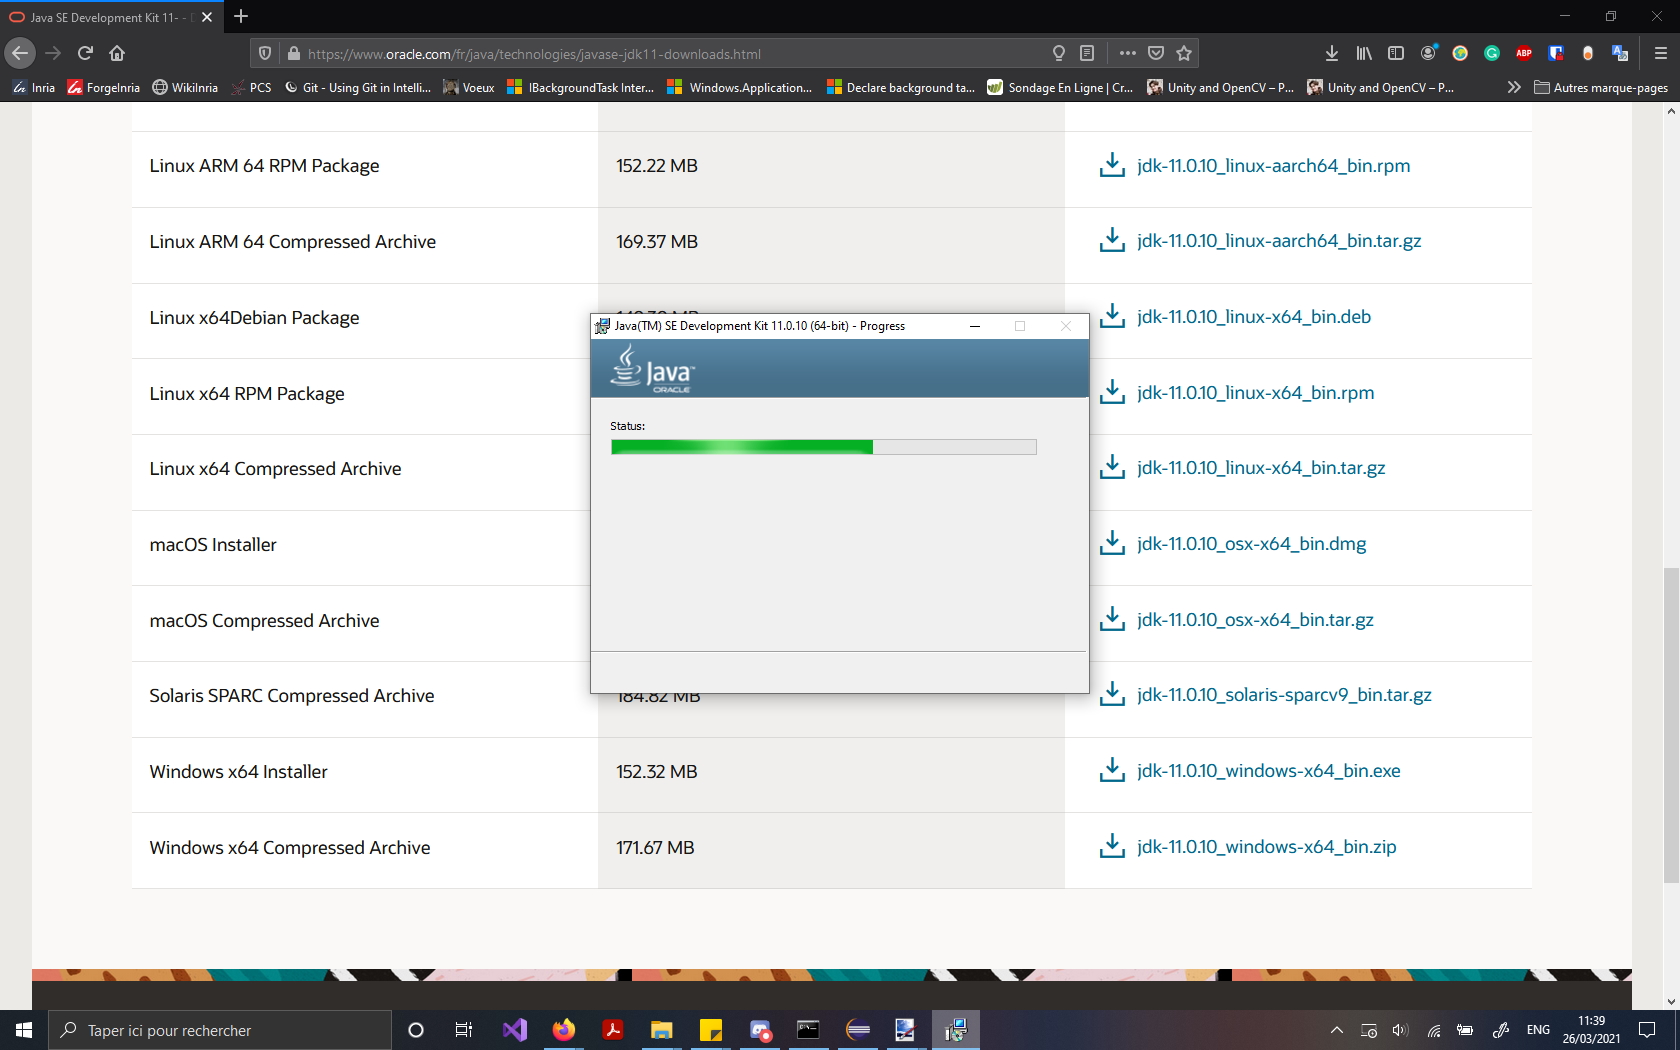 Java SE Development Kit 11- - D
https://www.oracle.com/fr/java/technologies/javase-jdk11-downloads.html
ABP
Inria
ForgeInria
WikiInria
PCS
Git - Using Git in Intelli...
Voeux
IBackgroundTask Inter...
Windows.Application...
Declare background ta...
Sondage En Ligne | Cr...
Unity and OpenCV – P...
Unity and OpenCV – P...
Autres marque-pages
Linux ARM 64 RPM Package 152.22 MB jdk-11.0.10_linux-aarch64_bin.rpm
Linux ARM 64 Compressed Archive 169.37 MB jdk-11.0.10_linux-aarch64_bin.tar.gz
Linux x64Debian Package jdk-11.0.10_linux-x64_bin.deb
Linux x64 RPM Package jdk-11.0.10_linux-x64_bin.rpm
Linux x64 Compressed Archive jdk-11.0.10_linux-x64_bin.tar.gz
macOS Installer jdk-11.0.10_osx-x64_bin.dmg
macOS Compressed Archive jdk-11.0.10_osx-x64_bin.tar.gz
Solaris SPARC Compressed Archive 184.82 MB jdk-11.0.10_solaris-sparcv9_bin.tar.gz
Windows x64 Installer 152.32 MB jdk-11.0.10_windows-x64_bin.exe
Windows x64 Compressed Archive 171.67 MB jdk-11.0.10_windows-x64_bin.zip
Java(TM) SE Development Kit 11.0.10 (64-bit) - Progress
Java™
ORACLE
Status:
Taper ici pour rechercher
ENG
11:39
26/03/2021